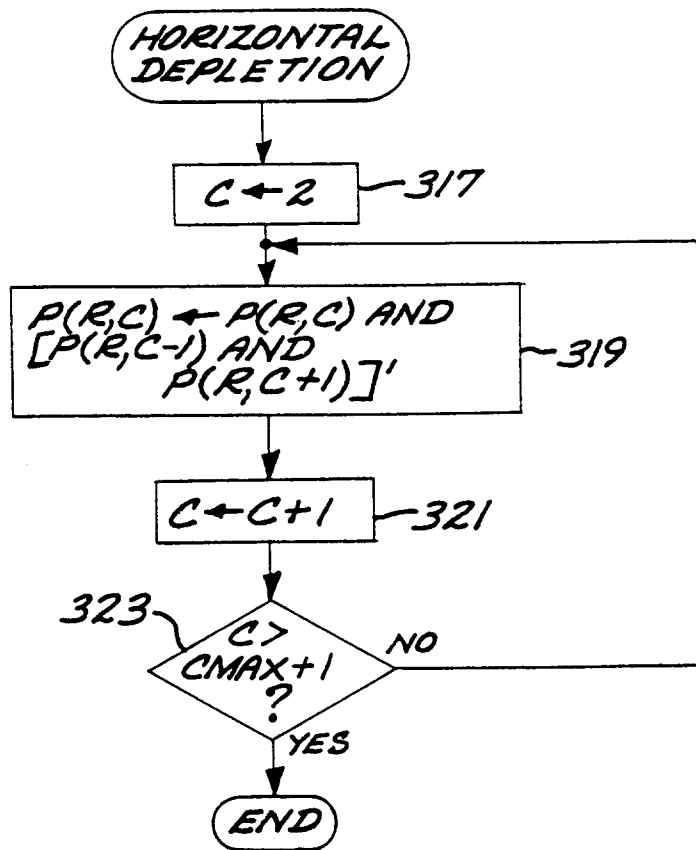 HORIZONTAL
DEPLETION
C ← 2
317
P(R,C) ← P(R,C) AND
[P(R,C-1) AND
P(R,C+1)]'
319
C ← C+1
321
323
C >
CMAX+1
?
NO
YES
END